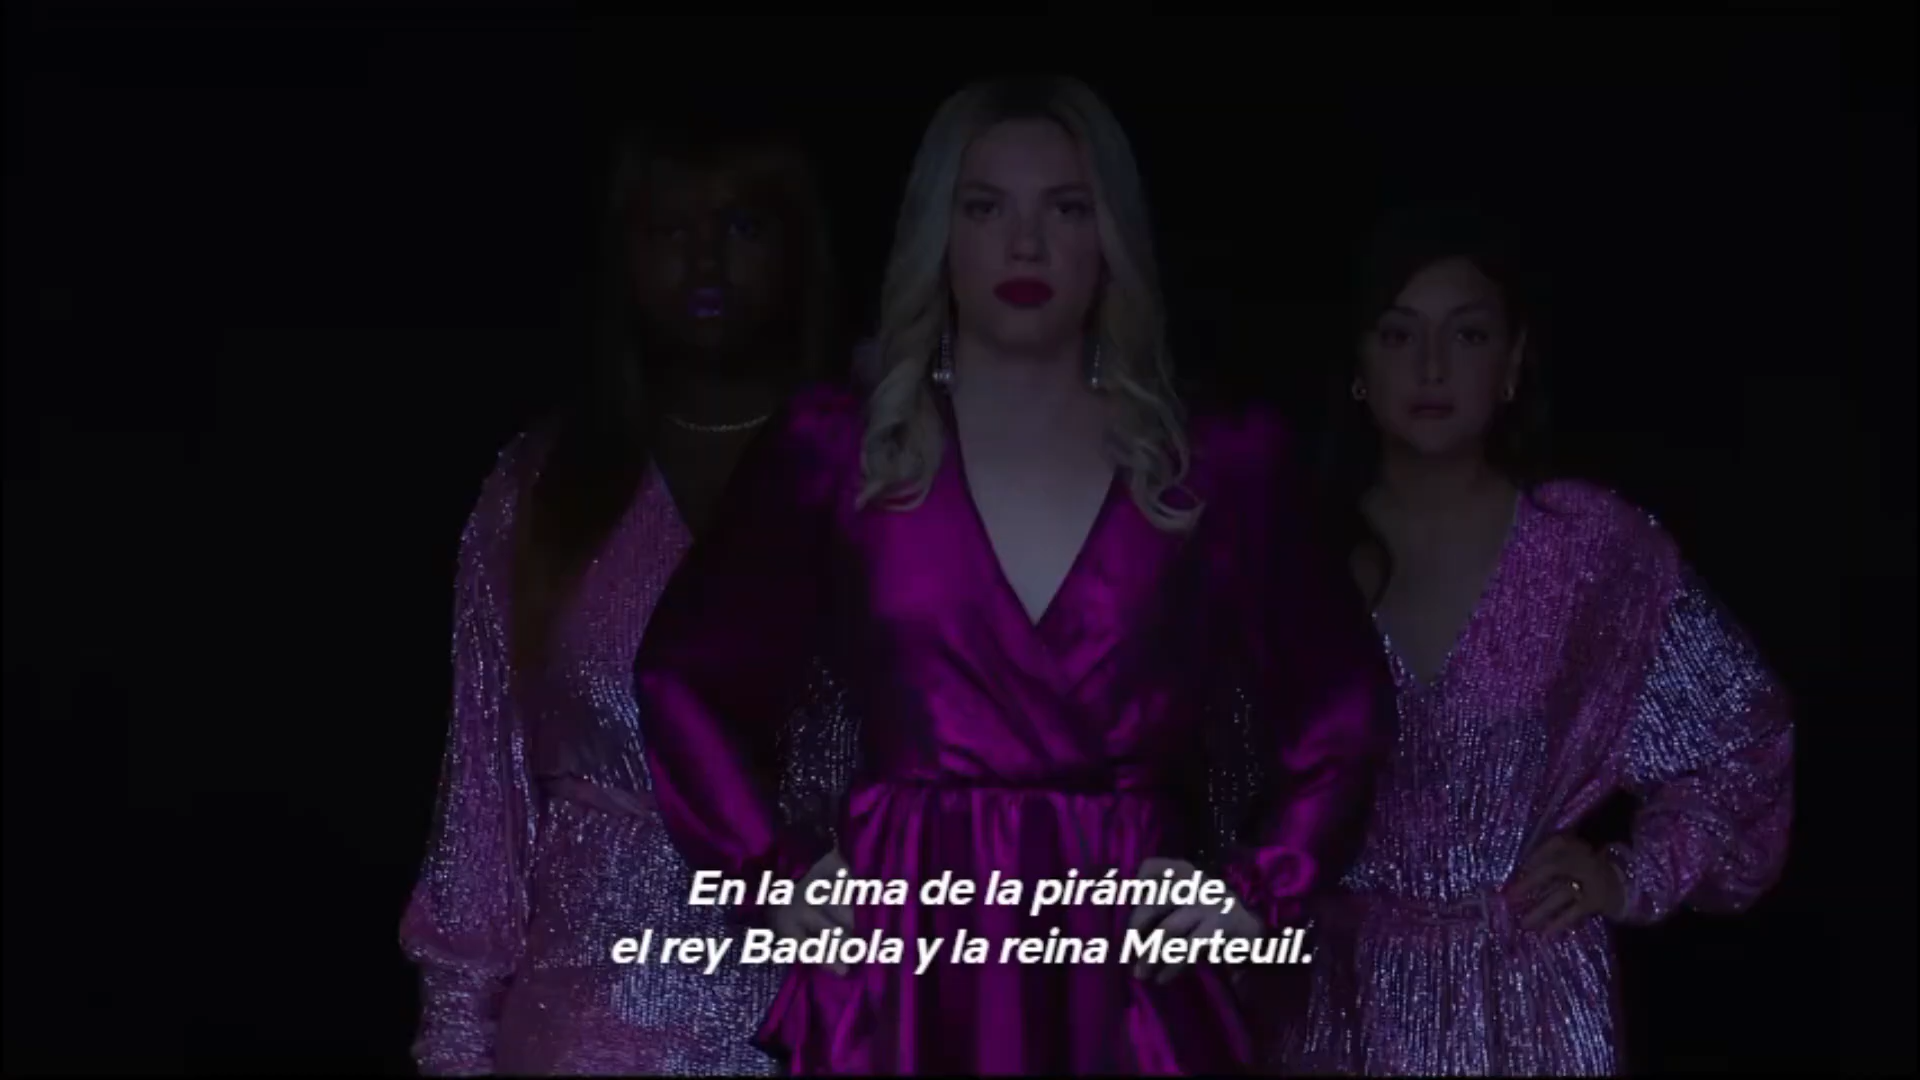 En la cima de la pirámide,
el rey Badiola y la reina Merteuil.